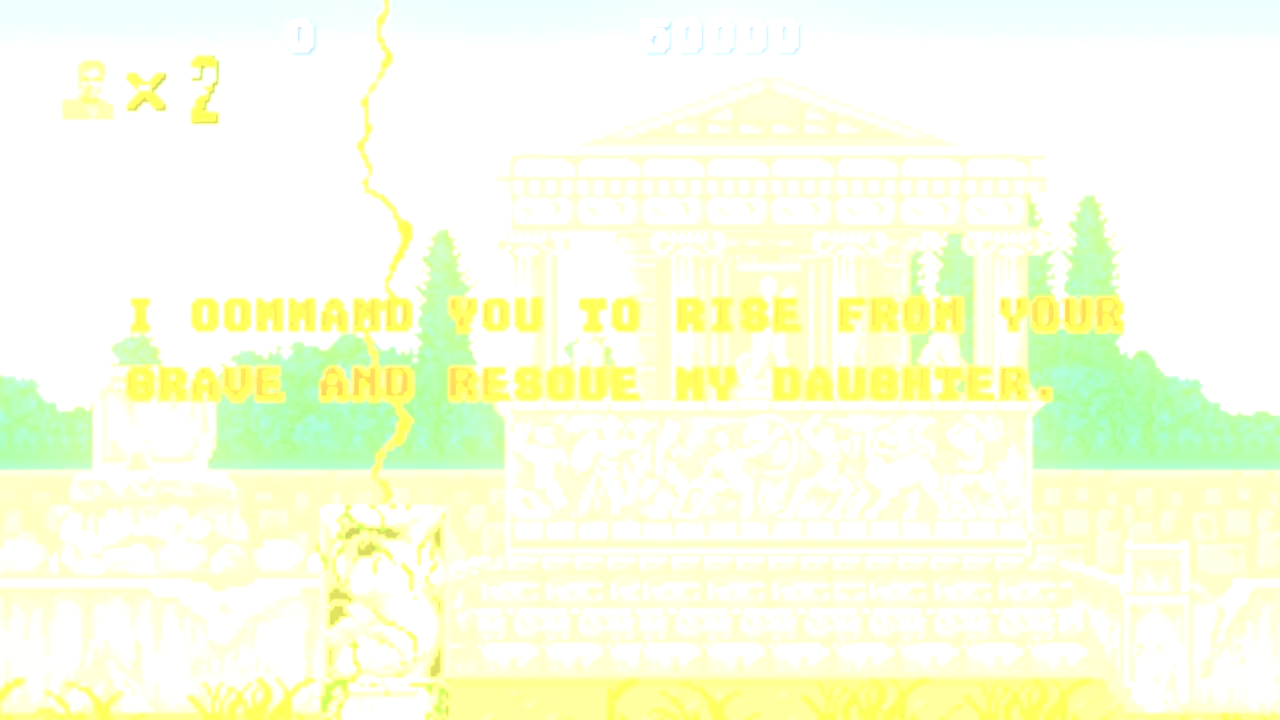 0 50000
× 2
I COMMAND YOU TO RISE FROM YOUR
GRAVE AND RESCUE MY DAUGHTER.